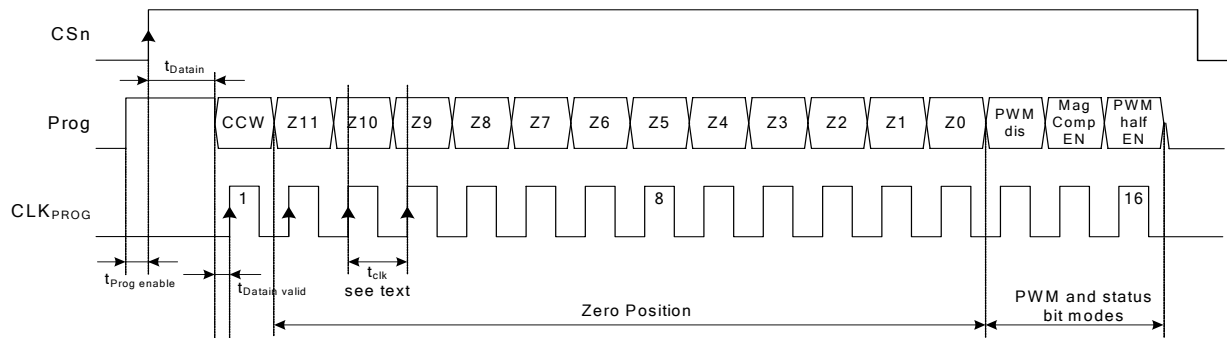 CSn
tDatain
Prog
CCW
Z11
Z10
Z9
Z8
Z7
Z6
Z5
Z4
Z3
Z2
Z1
Z0
PWM
dis
Mag
Comp
EN
PWM
half
EN
CLKPROG
1
8
16
tProg enable
tDatain valid
tclk
see text
Zero Position
PWM and status
bit modes